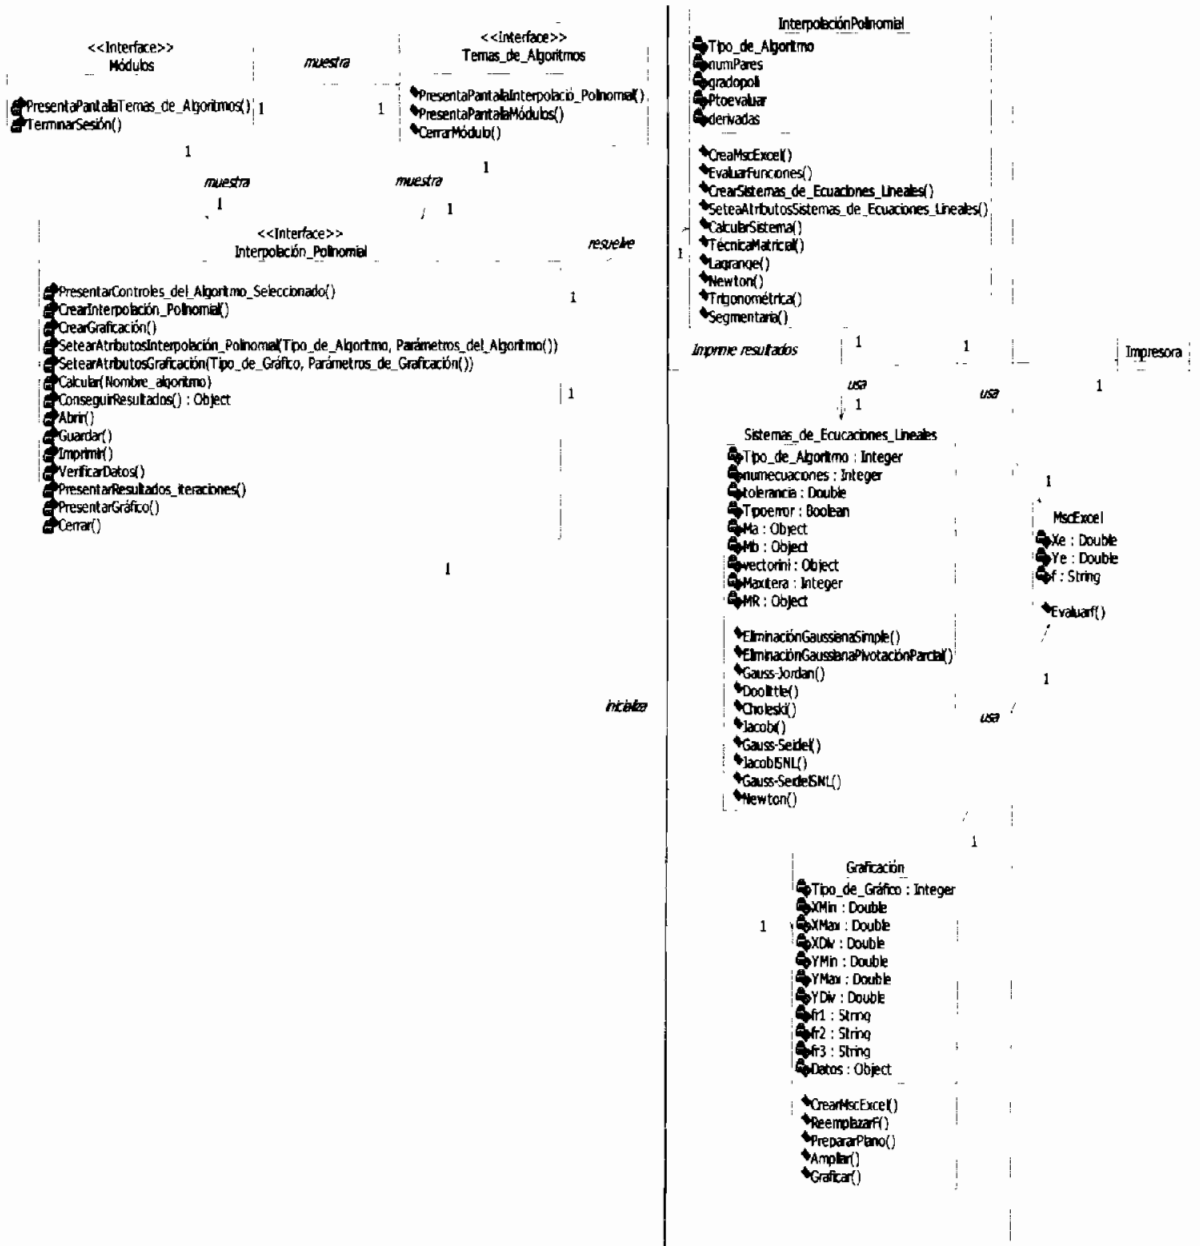 <<Interface>>
Módulos
PresentaPantallaTemas_de_Algoritmos()
TerminarSesión()
muestra
1
1
<<Interface>>
Temas_de_Algoritmos
PresentaPantallaInterpolació_Polinomial()
PresentaPantallaMódulos()
CerrarMódulo()
1
muestra
1
1
muestra
1
<<Interface>>
Interpolación_Polinomial
PresentarControles_del_Algoritmo_Seleccionado()
CrearInterpolación_Polinomial()
CrearGraficación()
SetearAtributosInterpolación_Polinomial(Tipo_de_Algoritmo, Parámetros_del_Algoritmo())
SetearAtributosGraficación(Tipo_de_Gráfico, Parámetros_de_Graficación())
Calcular(Nombre_algoritmo)
ConseguirResultados() : Object
Abrir()
Guardar()
Imprimir()
VerificarDatos()
PresentarResultados_iteraciones()
PresentarGráfico()
Cerrar()
resuelve
1
1
1
1
inicializa
InterpolaciónPolinomial
Tipo_de_Algoritmo
numPares
gradopoli
Ptoevaluar
derivadas
CreaMscExcel()
EvaluarFunciones()
CrearSistemas_de_Ecuaciones_Lineales()
SeteaAtributosSistemas_de_Ecuaciones_Lineales()
CalcularSistema()
TécnicaMatricial()
Lagrange()
Newton()
Trigonométrica()
Segmentaria()
Imprime resultados
1
1
Impresora
1
usa
1
usa
Sistemas_de_Ecucaciones_Lineales
Tipo_de_Algoritmo : Integer
numecuaciones : Integer
tolerancia : Double
Tipoerror : Boolean
Ma : Object
Mb : Object
vectorini : Object
Maxitera : Integer
MR : Object
EliminaciónGaussianaSimple()
EliminaciónGaussianaPivotaciónParcial()
Gauss-Jordan()
Doolittle()
Choleski()
Jacobi()
Gauss-Seidel()
JacobiSNL()
Gauss-SeidelSNL()
Newton()
1
MscExcel
Xe : Double
Ye : Double
f : String
Evaluarf()
1
usa
1
Graficación
Tipo_de_Gráfico : Integer
XMin : Double
XMax : Double
XDiv : Double
YMin : Double
YMax : Double
YDiv : Double
fr1 : String
fr2 : String
fr3 : String
Datos : Object
CrearMscExcel()
ReemplazarF()
PrepararPlano()
Ampliar()
Graficar()
1